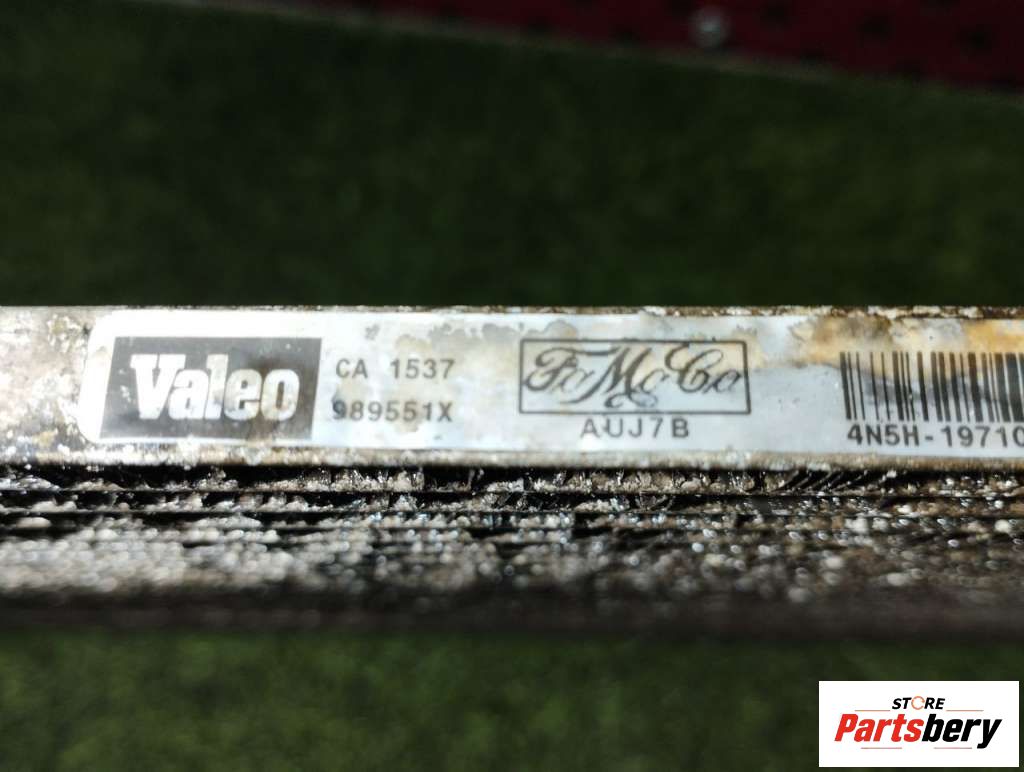 Valeo
CA 1537
989551X
FoMoCo
AUJ7B
4N5H-19710
STORE
Partsbery